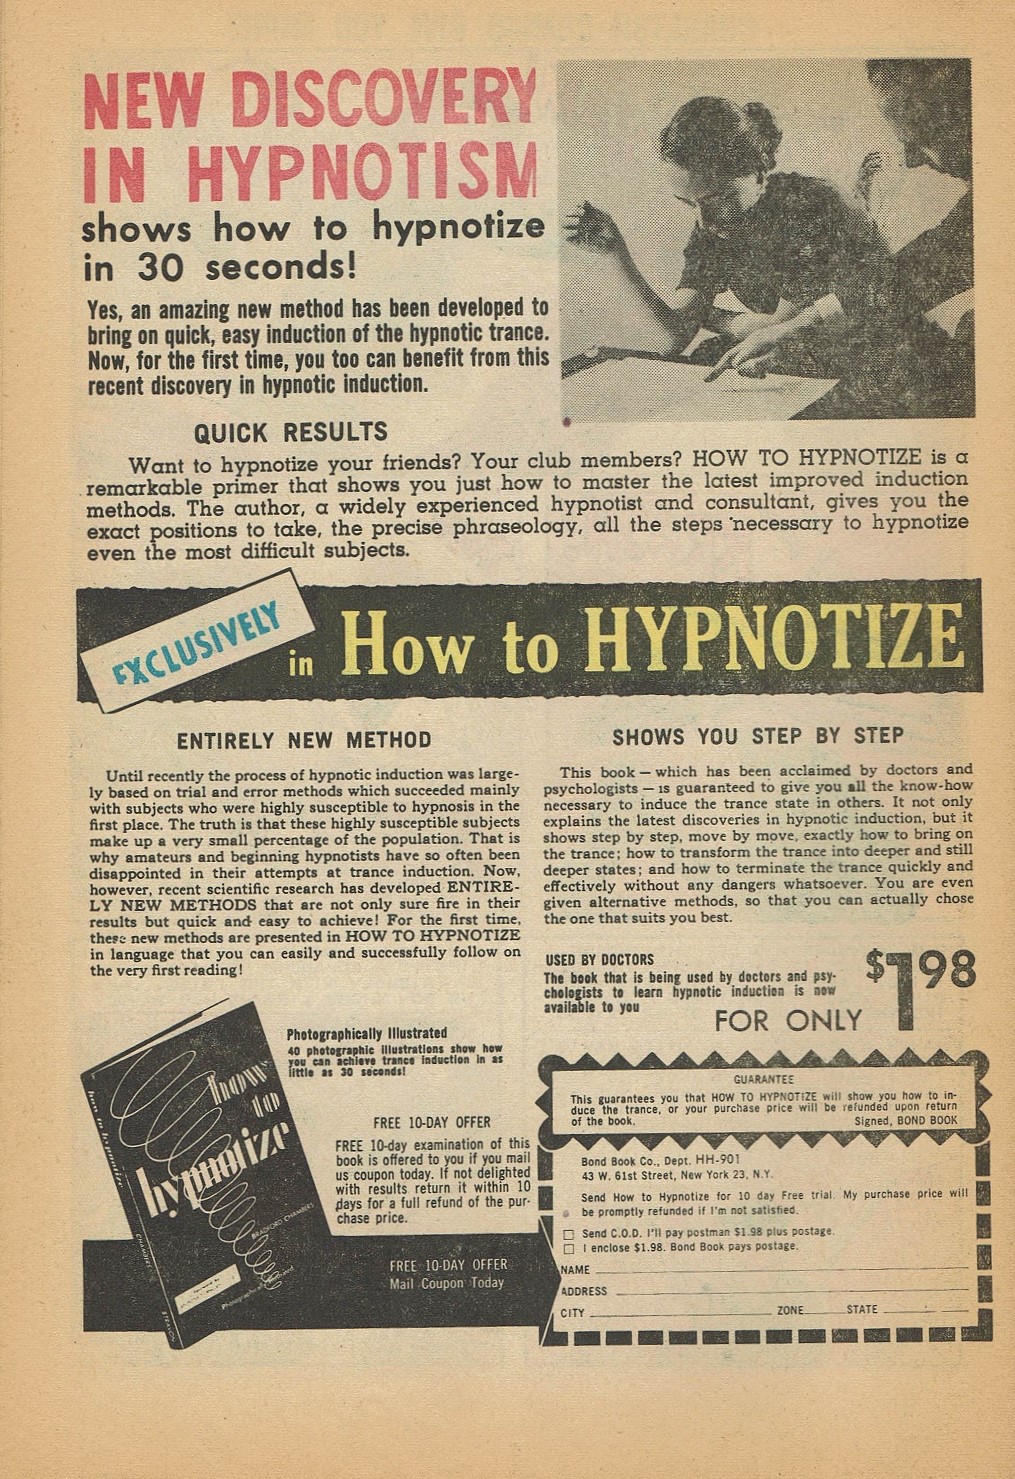 NEW DISCOVERY
IN HYPNOTISM
shows how to hypnotize
in 30 seconds!
Yes, an amazing new method has been developed to
bring on quick, easy induction of the hypnotic trance.
Now, for the first time, you too can benefit from this
recent discovery in hypnotic induction.
QUICK RESULTS
Want to hypnotize your friends? Your club members? HOW TO HYPNOTIZE is a
remarkable primer that shows you just how to master the latest improved induction
methods. The author, a widely experienced hypnotist and consultant, gives you the
exact positions to take, the precise phraseology, all the steps necessary to hypnotize
even the most difficult subjects.
EXCLUSIVELY
in How to HYPNOTIZE
ENTIRELY NEW METHOD
Until recently the process of hypnotic induction was large-
ly based on trial and error methods which succeeded mainly
with subjects who were highly susceptible to hypnosis in the
first place. The truth is that these highly susceptible subjects
make up a very small percentage of the population. That is
why amateurs and beginning hypnotists have so often been
disappointed in their attempts at trance induction. Now,
however, recent scientific research has developed ENTIRE-
LY NEW METHODS that are not only sure fire in their
results but quick and easy to achieve! For the first time,
these new methods are presented in HOW TO HYPNOTIZE
in language that you can easily and successfully follow on
the very first reading!
SHOWS YOU STEP BY STEP
This book — which has been acclaimed by doctors and
psychologists — is guaranteed to give you all the know-how
necessary to induce the trance state in others. It not only
explains the latest discoveries in hypnotic induction, but it
shows step by step, move by move, exactly how to bring on
the trance; how to transform the trance into deeper and still
deeper states; and how to terminate the trance quickly and
effectively without any dangers whatsoever. You are even
given alternative methods, so that you can actually chose
the one that suits you best.
USED BY DOCTORS
The book that is being used by doctors and psy-
chologists to learn hypnotic induction is now
available to you
FOR ONLY
$1.98
how
to
hypnotize
BRADFORD CHAMBERS
Photographically Illustrated
how to hypnotize
CHAMBERS
STRAVON
Photographically Illustrated
40 photographic illustrations show how
you can achieve trance induction in as
little as 30 seconds!
FREE 10-DAY OFFER
FREE 10-day examination of this
book is offered to you if you mail
us coupon today. If not delighted
with results return it within 10
days for a full refund of the pur-
chase price.
FREE 10-DAY OFFER
Mail Coupon Today
GUARANTEE
This guarantees you that HOW TO HYPNOTIZE will show you how to in-
duce the trance, or your purchase price will be refunded upon return
of the book. Signed, BOND BOOK
Bond Book Co., Dept. HH-901
43 W. 61st Street, New York 23, N.Y.
Send How to Hypnotize for 10 day Free trial. My purchase price will
be promptly refunded if I'm not satisfied.
Send C.O.D. I'll pay postman $1.98 plus postage.
I enclose $1.98. Bond Book pays postage.
NAME
ADDRESS
CITY ZONE STATE